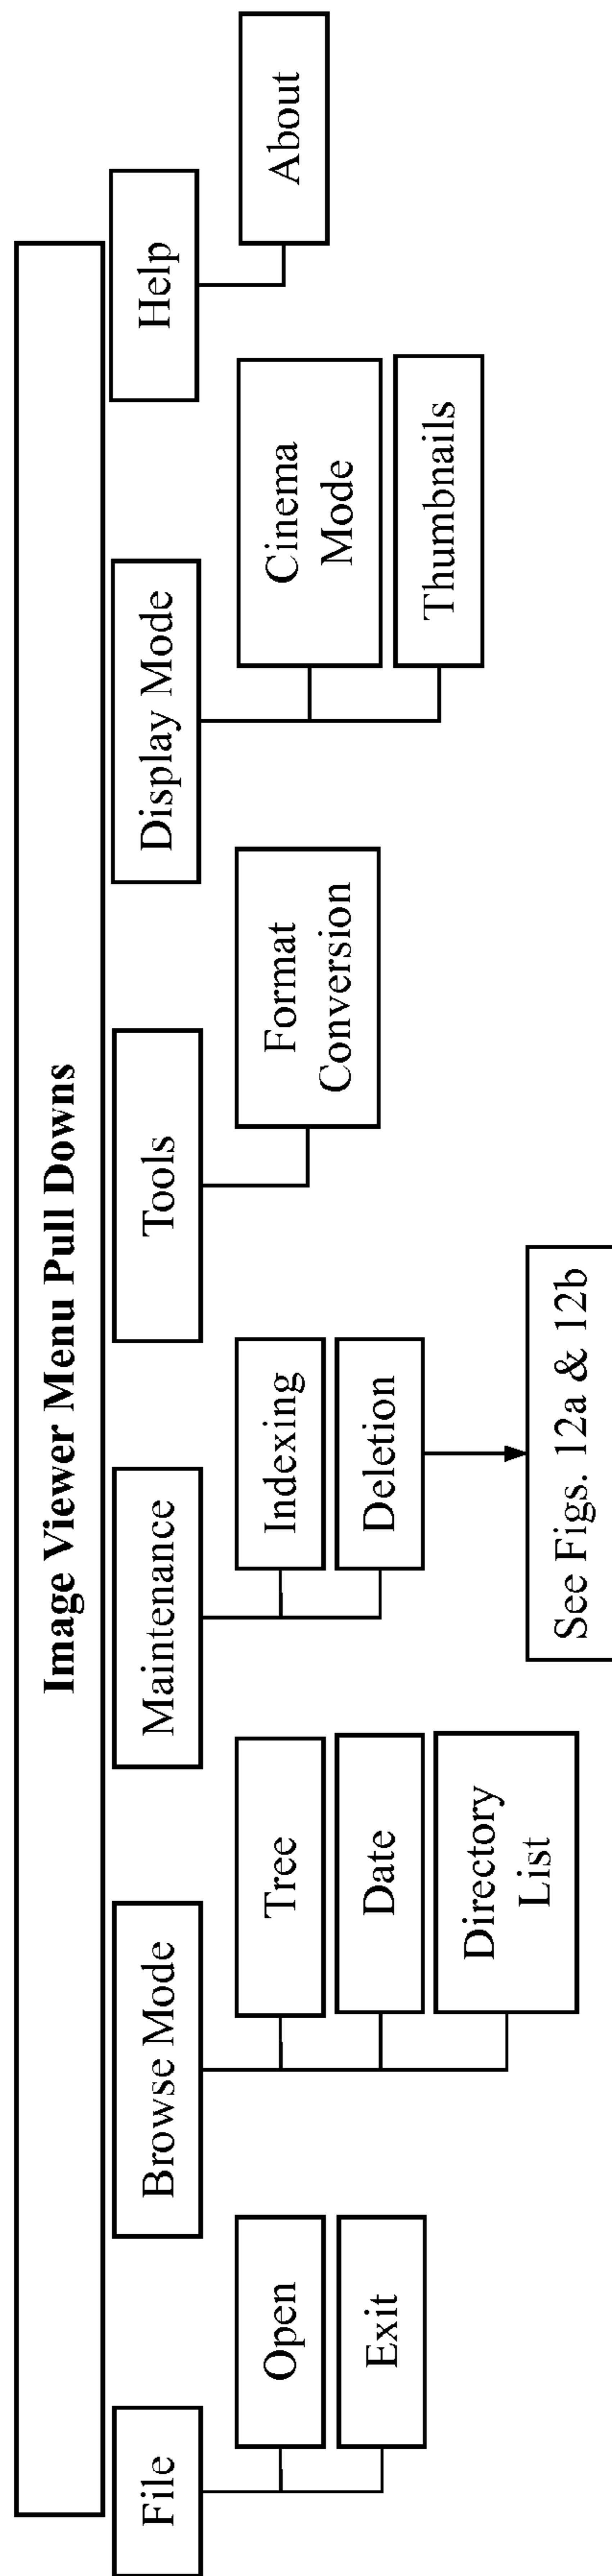 Image Viewer Menu Pull Downs
File
Open
Exit
Browse Mode
Tree
Date
Directory
List
Maintenance
Indexing
Deletion
See Figs. 12a & 12b
Tools
Format
Conversion
Display Mode
Cinema
Mode
Thumbnails
Help
About